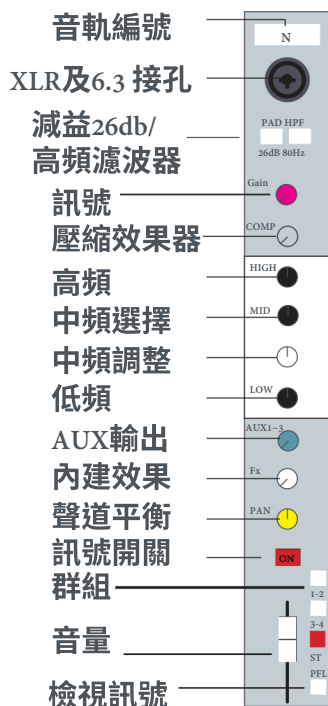 音軌編號
N
XLR及6.3 接孔
減益26db/
高頻濾波器
PAD HPF
26dB 80Hz
訊號
Gain
壓縮效果器
COMP
高頻
HIGH
中頻選擇
MID
中頻調整
低頻
LOW
AUX輸出
AUX1~3
內建效果
Fx
聲道平衡
PAN
訊號開關
ON
群組
1-2
3-4
音量
ST
檢視訊號
PFL